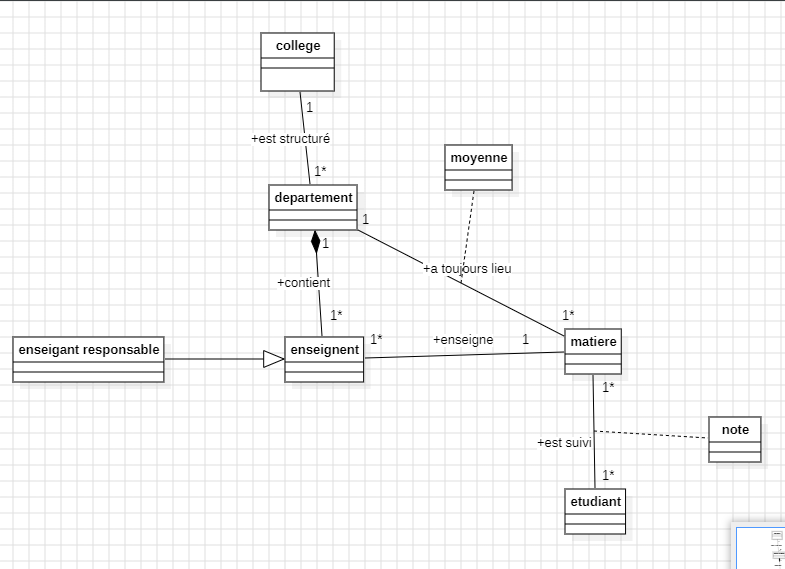 college
1
+est structuré
1*
moyenne
departement
1
1
+a toujours lieu
+contient
1*
1*
enseigant responsable
enseignent
1*
+enseigne
1
matiere
1*
note
+est suivi
1*
etudiant